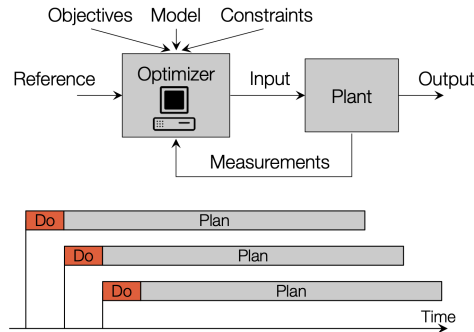 Objectives Model Constraints
Reference Optimizer Input Plant Output
Measurements
Do Plan
Do Plan
Do Plan
Time